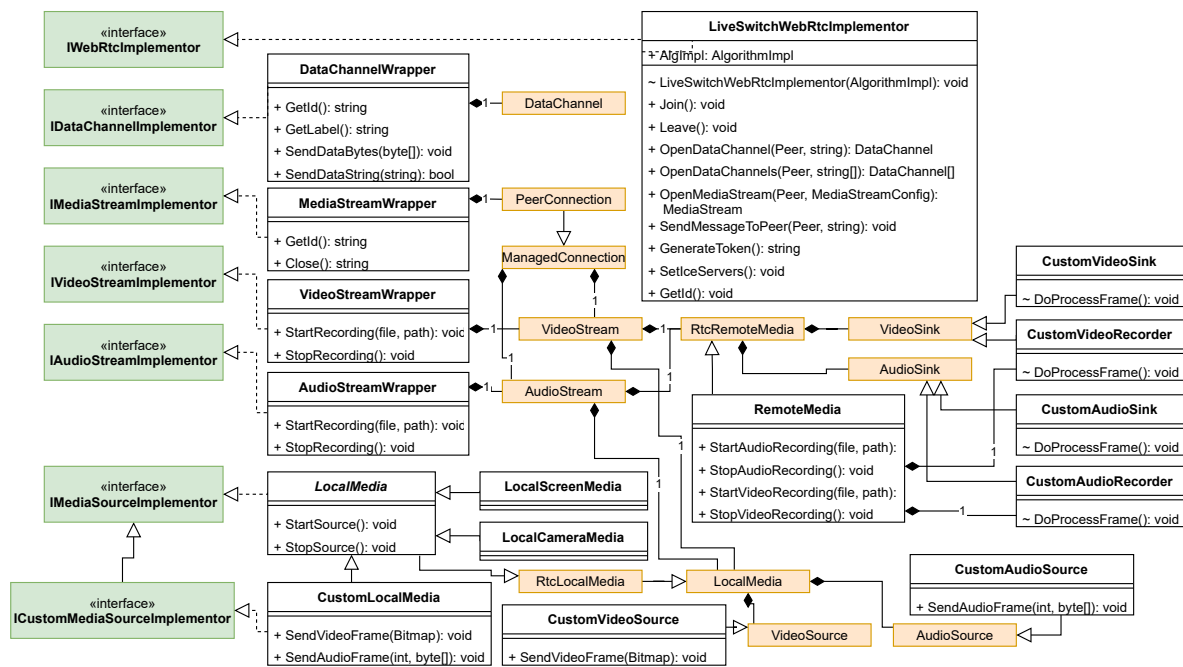 «interface»
IWebRtcImplementor
«interface»
IDataChannelImplementor
«interface»
IMediaStreamImplementor
«interface»
IVideoStreamImplementor
«interface»
IAudioStreamImplementor
«interface»
IMediaSourceImplementor
«interface»
ICustomMediaSourceImplementor
DataChannelWrapper
+ GetId(): string
+ GetLabel(): string
+ SendDataBytes(byte[]): void
+ SendDataString(string): bool
1
DataChannel
MediaStreamWrapper
+ GetId(): string
+ Close(): string
1
PeerConnection
ManagedConnection
VideoStreamWrapper
+ StartRecording(file, path): void
+ StopRecording(): void
1
VideoStream
1
1
AudioStreamWrapper
+ StartRecording(file, path): void
+ StopRecording(): void
1
AudioStream
1
1
LiveSwitchWebRtcImplementor
+ AlgImpl: AlgorithmImpl
~ LiveSwitchWebRtcImplementor(AlgorithmImpl): void
+ Join(): void
+ Leave(): void
+ OpenDataChannel(Peer, string): DataChannel
+ OpenDataChannels(Peer, string[]): DataChannel[]
+ OpenMediaStream(Peer, MediaStreamConfig):
MediaStream
+ SendMessageToPeer(Peer, string): void
+ GenerateToken(): string
+ SetIceServers(): void
+ GetId(): void
RtcRemoteMedia
VideoSink
AudioSink
CustomVideoSink
~ DoProcessFrame(): void
CustomVideoRecorder
~ DoProcessFrame(): void
CustomAudioSink
~ DoProcessFrame(): void
CustomAudioRecorder
~ DoProcessFrame(): void
RemoteMedia
+ StartAudioRecording(file, path):
+ StopAudioRecording(): void
+ StartVideoRecording(file, path):
+ StopVideoRecording(): void
1
1
1
1
LocalMedia
+ StartSource(): void
+ StopSource(): void
LocalScreenMedia
LocalCameraMedia
CustomLocalMedia
+ SendVideoFrame(Bitmap): void
+ SendAudioFrame(int, byte[]): void
RtcLocalMedia
LocalMedia
CustomVideoSource
+ SendVideoFrame(Bitmap): void
VideoSource
AudioSource
CustomAudioSource
+ SendAudioFrame(int, byte[]): void